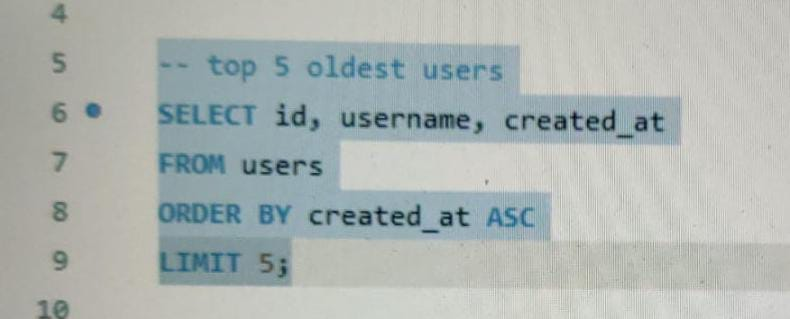 4
5 -- top 5 oldest users
6 SELECT id, username, created_at
7 FROM users
8 ORDER BY created_at ASC
9 LIMIT 5;
10